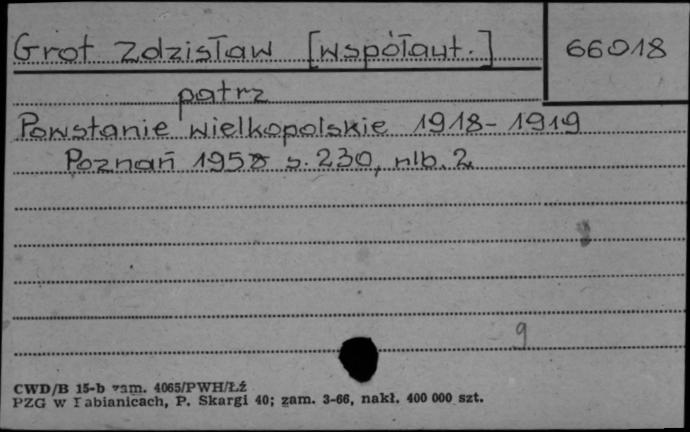 Grot Zdzisław [współaut.]
66018
patrz
Powstanie wielkopolskie 1918-1919
Poznań 1958 s. 230, nlb. 2
9
CWD/B 15-b zam. 4065/PWH/Łź
PZG w Pabianicach, P. Skargi 40; zam. 3-66, nakł. 400 000 szt.